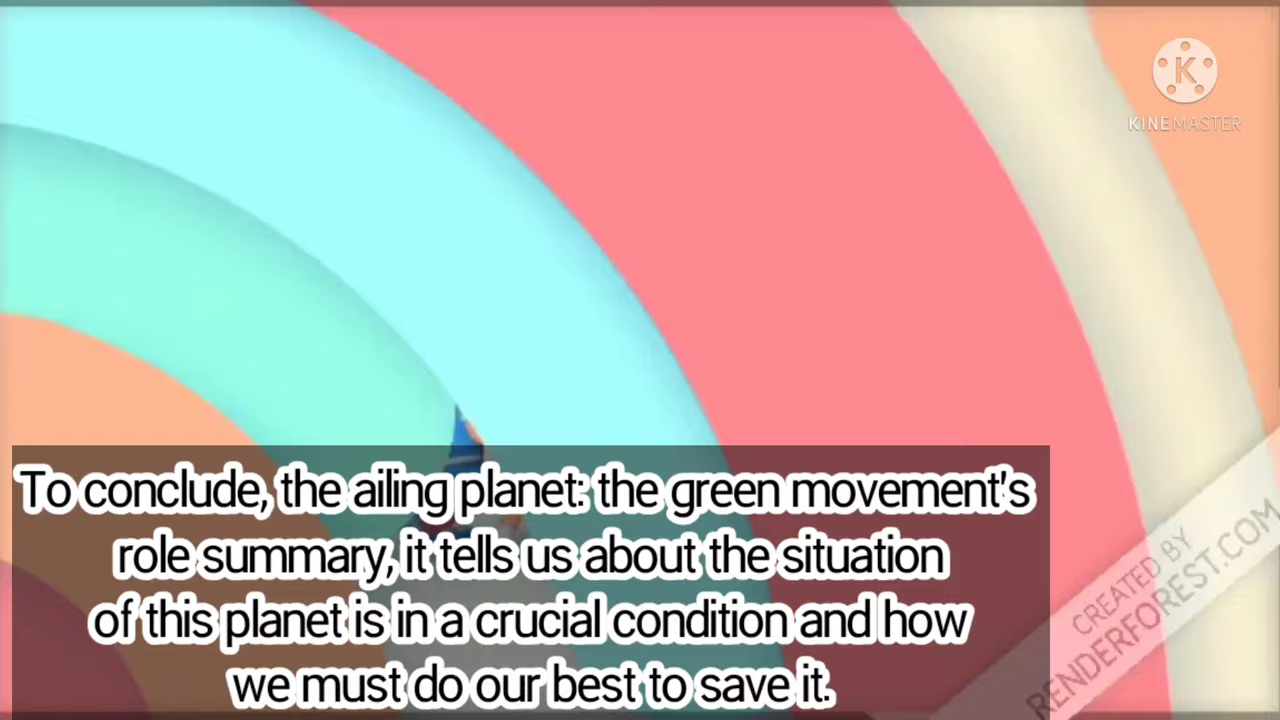 KINEMASTER
To conclude, the ailing planet: the green movement's
role summary, it tells us about the situation
of this planet is in a crucial condition and how
we must do our best to save it.
CREATED BY
RENDERFOREST.COM